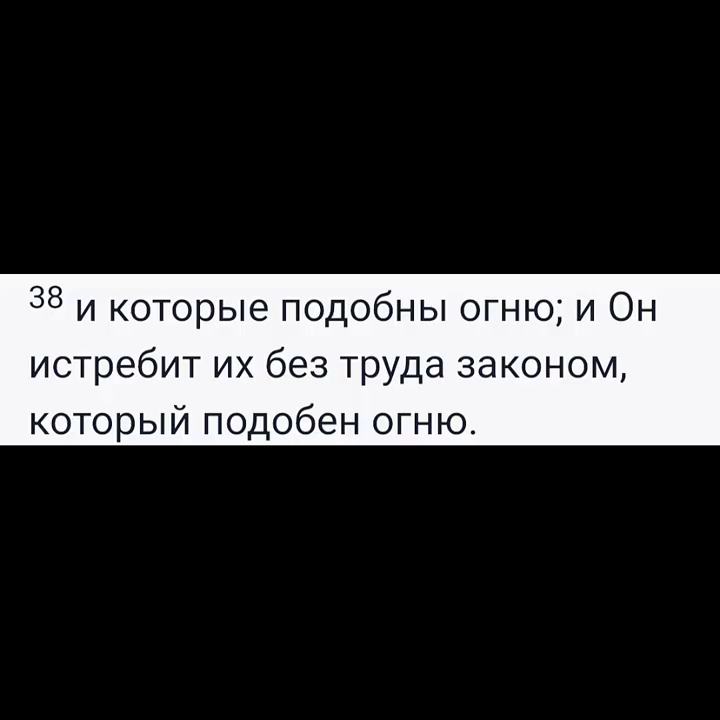 38 и которые подобны огню; и Он
истребит их без труда законом,
который подобен огню.